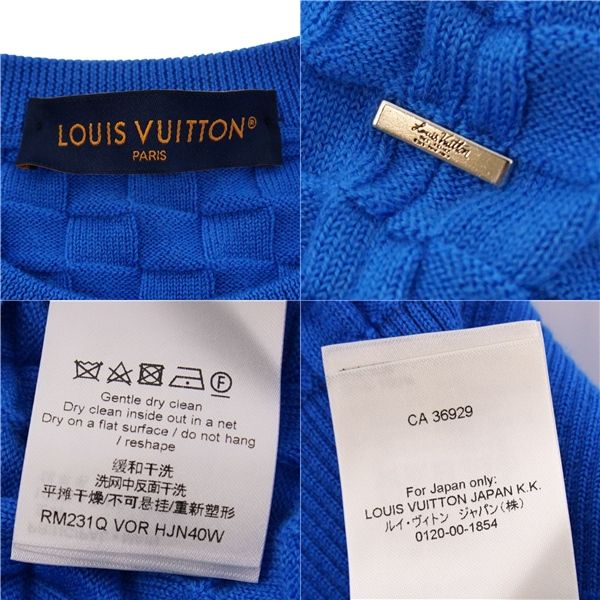 LOUIS VUITTON®
PARIS
Louis Vuitton
Gently dry clean
Dry clean inside out in a net
Dry on a flat surface / do not hang
/ reshape
缓和干洗
洗网中反面干洗
平摊干燥/不可悬挂/重新塑形
RM231Q VOR HJN40W
CA 36929
For Japan only:
LOUIS VUITTON JAPAN K.K.
ルイ・ヴィトン ジャパン(株)
0120-00-1854